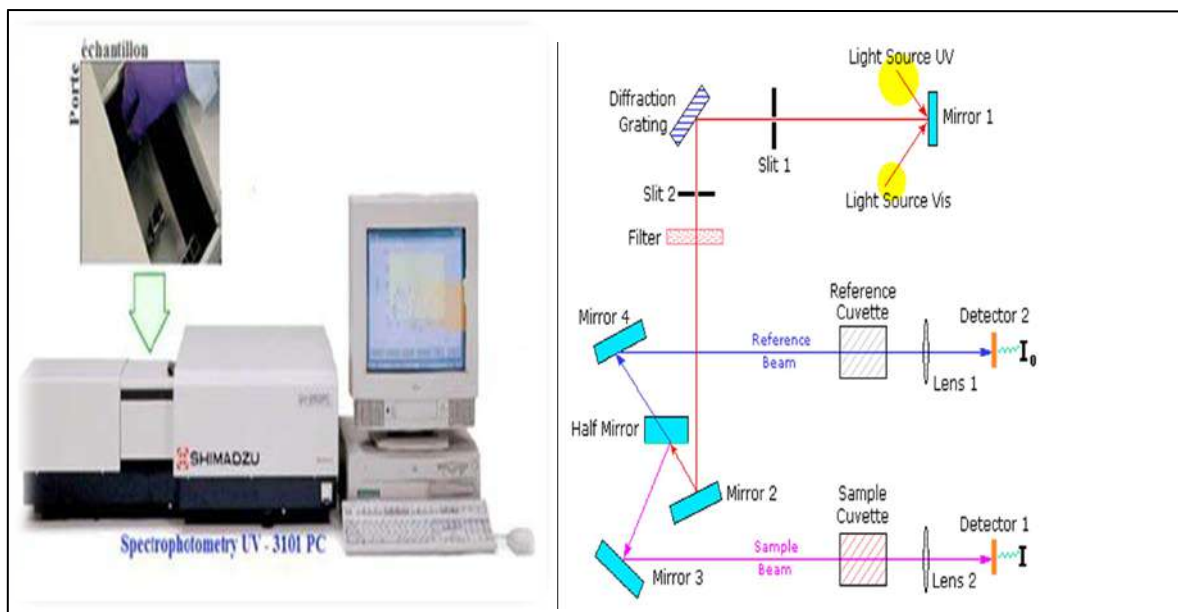 Porte
échantillon
SHIMADZU
Spectrophotometry UV - 3101 PC
Light Source UV
Diffraction
Grating
Mirror 1
Slit 1
Slit 2
Light Source Vis
Filter
Reference
Cuvette
Mirror 4
Detector 2
Reference
Beam
I₀
Lens 1
Half Mirror
Mirror 2
Sample
Cuvette
Detector 1
Sample
Beam
I
Mirror 3
Lens 2